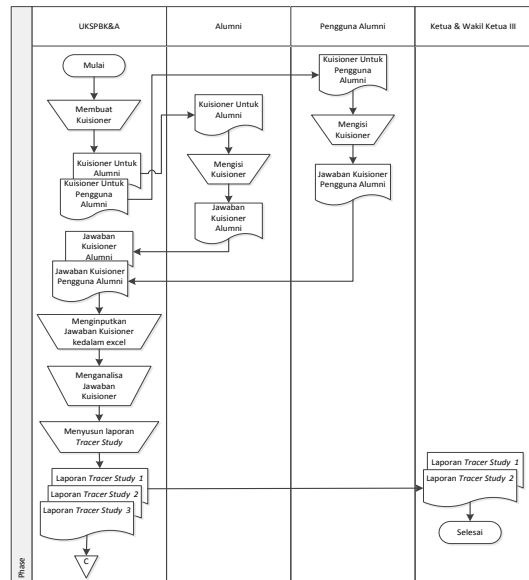 UKSPBK&A
Alumni
Pengguna Alumni
Ketua & Wakil Ketua III
Mulai
Membuat
Kuisioner
Kuisioner Untuk
Alumni
Kuisioner Untuk
Pengguna
Alumni
Kuisioner Untuk
Alumni
Mengisi
Kuisioner
Jawaban
Kuisioner
Alumni
Kuisioner Untuk
Pengguna
Alumni
Mengisi
Kuisioner
Jawaban Kuisioner
Pengguna Alumni
Jawaban
Kuisioner
Alumni
Jawaban Kuisioner
Pengguna Alumni
Menginputkan
Jawaban Kuisioner
kedalam excel
Menganalisa
Jawaban
Kuisioner
Menyusun laporan
Tracer Study
Laporan Tracer Study 1
Laporan Tracer Study 2
Laporan Tracer Study 3
C
Laporan Tracer Study 1
Laporan Tracer Study 2
Selesai
Phase